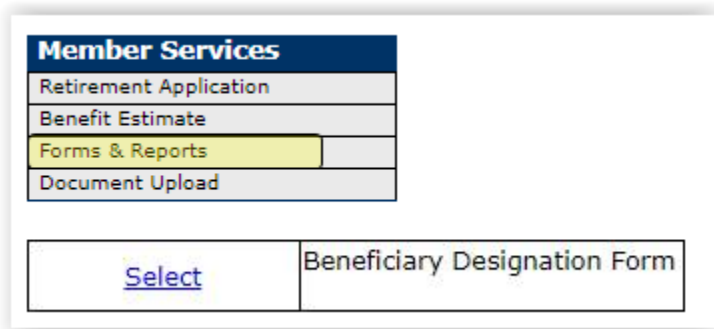 Member Services
Retirement Application
Benefit Estimate
Forms & Reports
Document Upload
Select
Beneficiary Designation Form